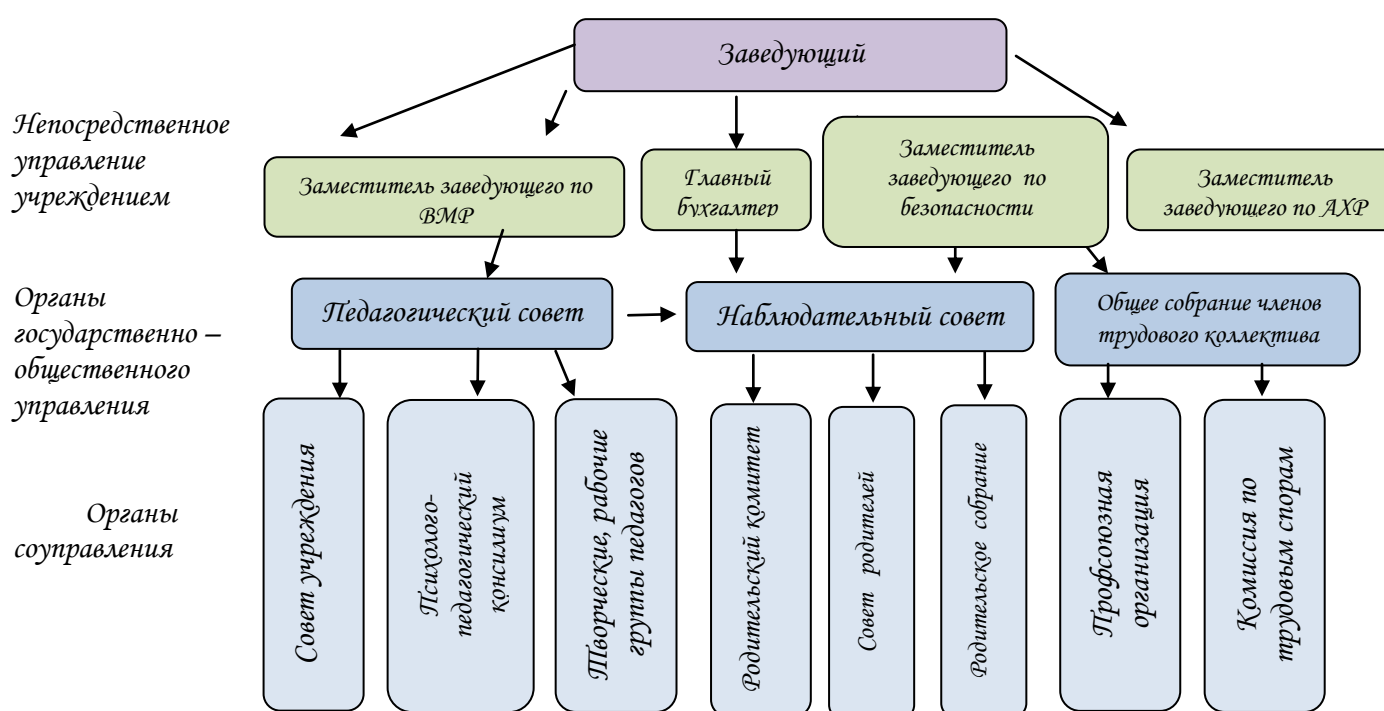 Заведующий
Непосредственное
управление
учреждением
Заместитель заведующего по
ВМР
Главный
бухгалтер
Заместитель
заведующего по
безопасности
Заместитель
заведующего по АХР
Органы
государственно –
общественного
управления
Педагогический совет
Наблюдательный совет
Общее собрание членов
трудового коллектива
Органы
соуправления
Совет учреждения
Психолого-
педагогический
консилиум
Творческие, рабочие
группы педагогов
Родительский комитет
Совет родителей
Родительское собрание
Профсоюзная
организация
Комиссия по
трудовым спорам